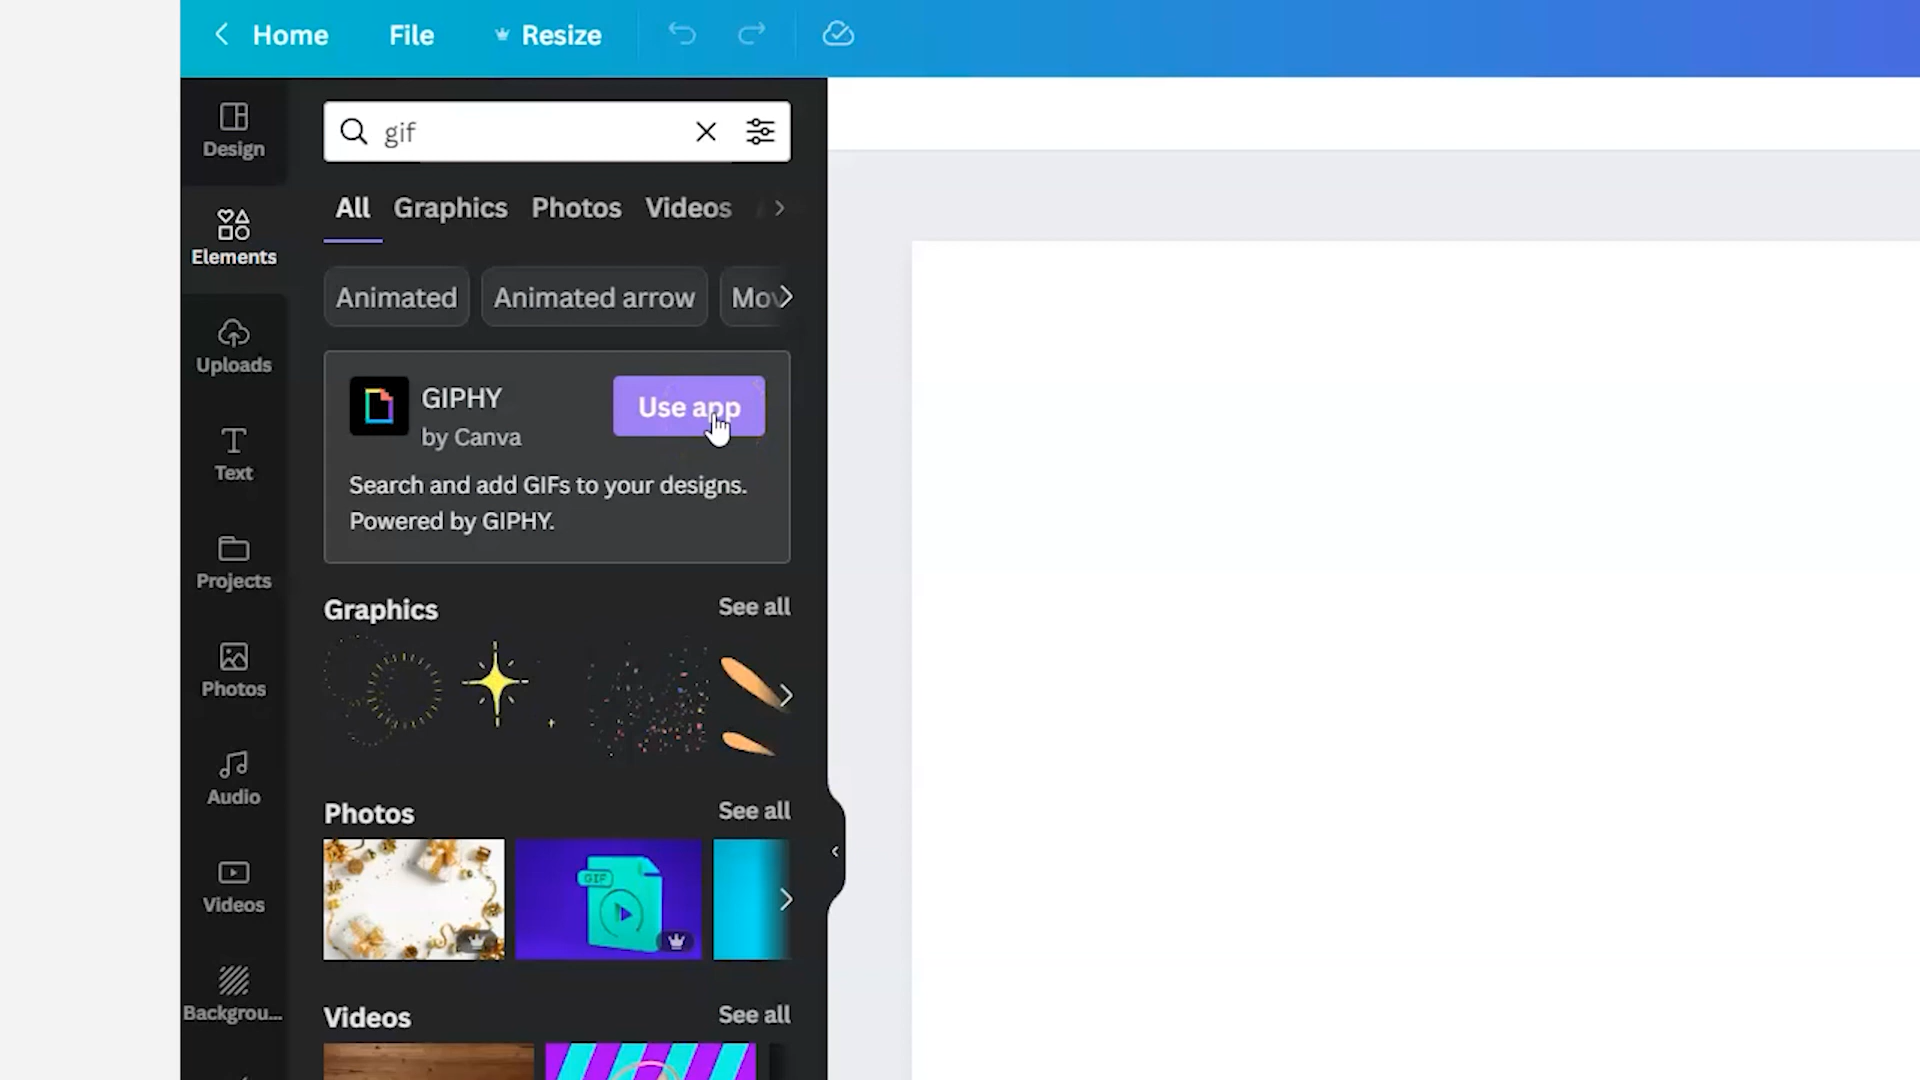 Home
File
Resize
Design
Elements
Uploads
Text
Projects
Photos
Audio
Videos
Backgrou...
gif
All
Graphics
Photos
Videos
Animated
Animated arrow
Mov
GIPHY
by Canva
Use app
Search and add GIFs to your designs.
Powered by GIPHY.
Graphics
See all
Photos
See all
GIF
Videos
See all